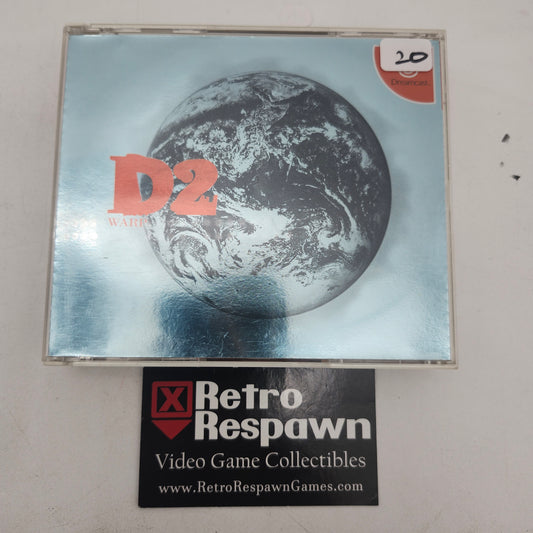 20
Dreamcast
D2
WARP
Retro
Respawn
Video Game Collectibles
www.RetroRespawnGames.com